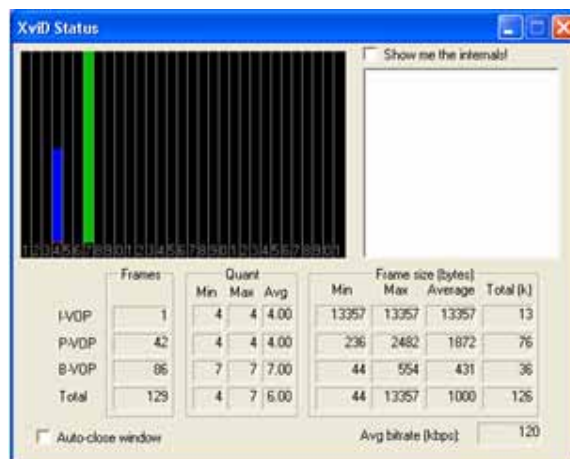 XviD Status
Show me the internals!
1234567890123456789012345678901
Frames Quant Frame size (bytes)
Min Max Avg Min Max Average Total (k)
I-VOP 1 4 4 4.00 13357 13357 13357 13
P-VOP 42 4 4 4.00 236 2482 1872 76
B-VOP 86 7 7 7.00 44 554 431 36
Total 129 4 7 6.00 44 13357 1000 126
Auto-close window Avg bitrate (kbps): 120